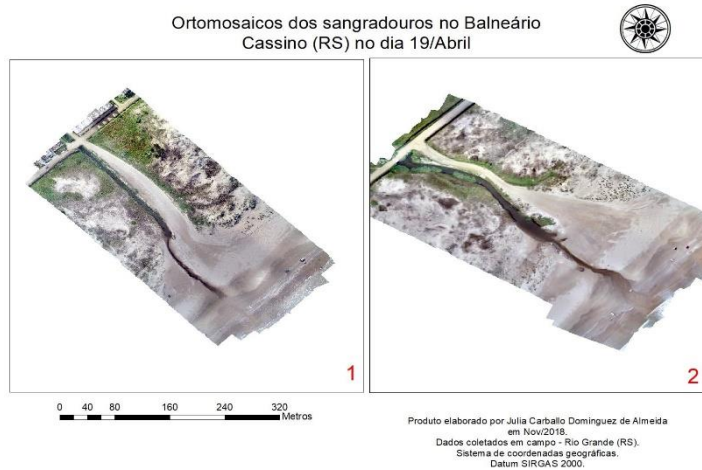 Ortomosaicos dos sangradouros no Balneário
Cassino (RS) no dia 19/Abril
1
2
0 40 80 160 240 320
Metros
Produto elaborado por Julia Carballo Dominguez de Almeida
em Nov/2018.
Dados coletados em campo - Rio Grande (RS).
Sistema de coordenadas geográficas.
Datum SIRGAS 2000.